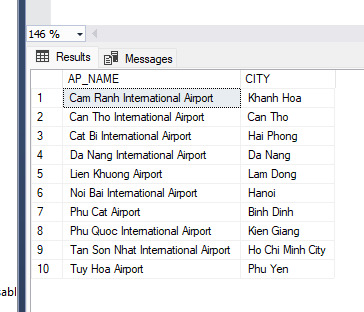 146 %
Results Messages
AP_NAME CITY
1 Cam Ranh International Airport Khanh Hoa
2 Can Tho International Airport Can Tho
3 Cat Bi International Airport Hai Phong
4 Da Nang International Airport Da Nang
5 Lien Khuong Airport Lam Dong
6 Noi Bai International Airport Hanoi
7 Phu Cat Airport Binh Dinh
8 Phu Quoc International Airport Kien Giang
9 Tan Son Nhat International Airport Ho Chi Minh City
10 Tuy Hoa Airport Phu Yen
sabl